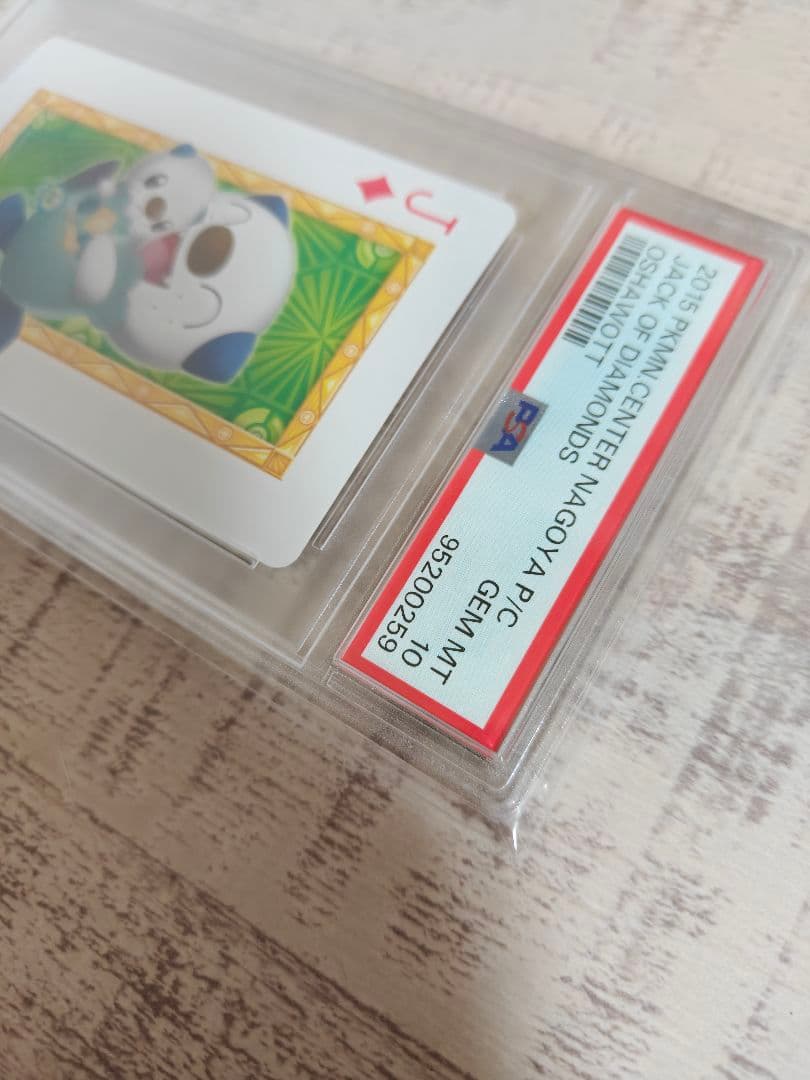 J
2015 PKMN.CENTER NAGOYA P/C
JACK OF DIAMONDS GEM MT
OSHAWOTT 10
PSA 95200259